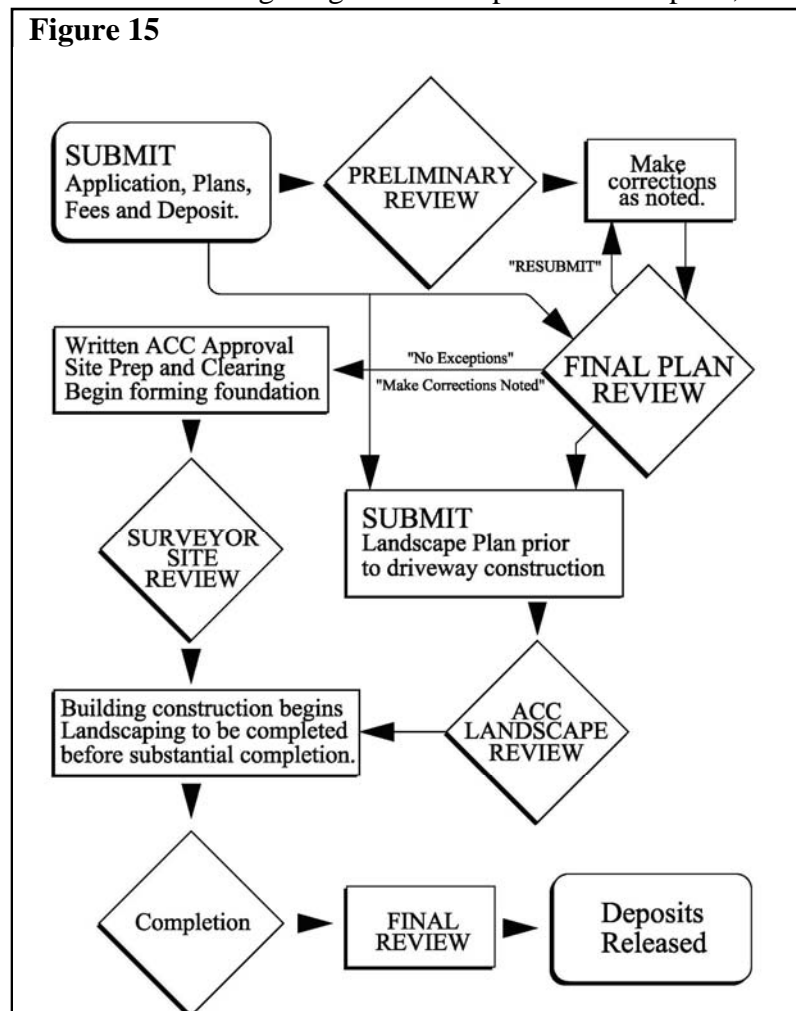 Figure 15
SUBMIT
Application, Plans,
Fees and Deposit.
PRELIMINARY
REVIEW
Make
corrections
as noted.
"RESUBMIT"
FINAL PLAN
REVIEW
"No Exceptions"
"Make Corrections Noted"
Written ACC Approval
Site Prep and Clearing
Begin forming foundation
SURVEYOR
SITE
REVIEW
SUBMIT
Landscape Plan prior
to driveway construction
ACC
LANDSCAPE
REVIEW
Building construction begins
Landscaping to be completed
before substantial completion.
Completion
FINAL
REVIEW
Deposits
Released